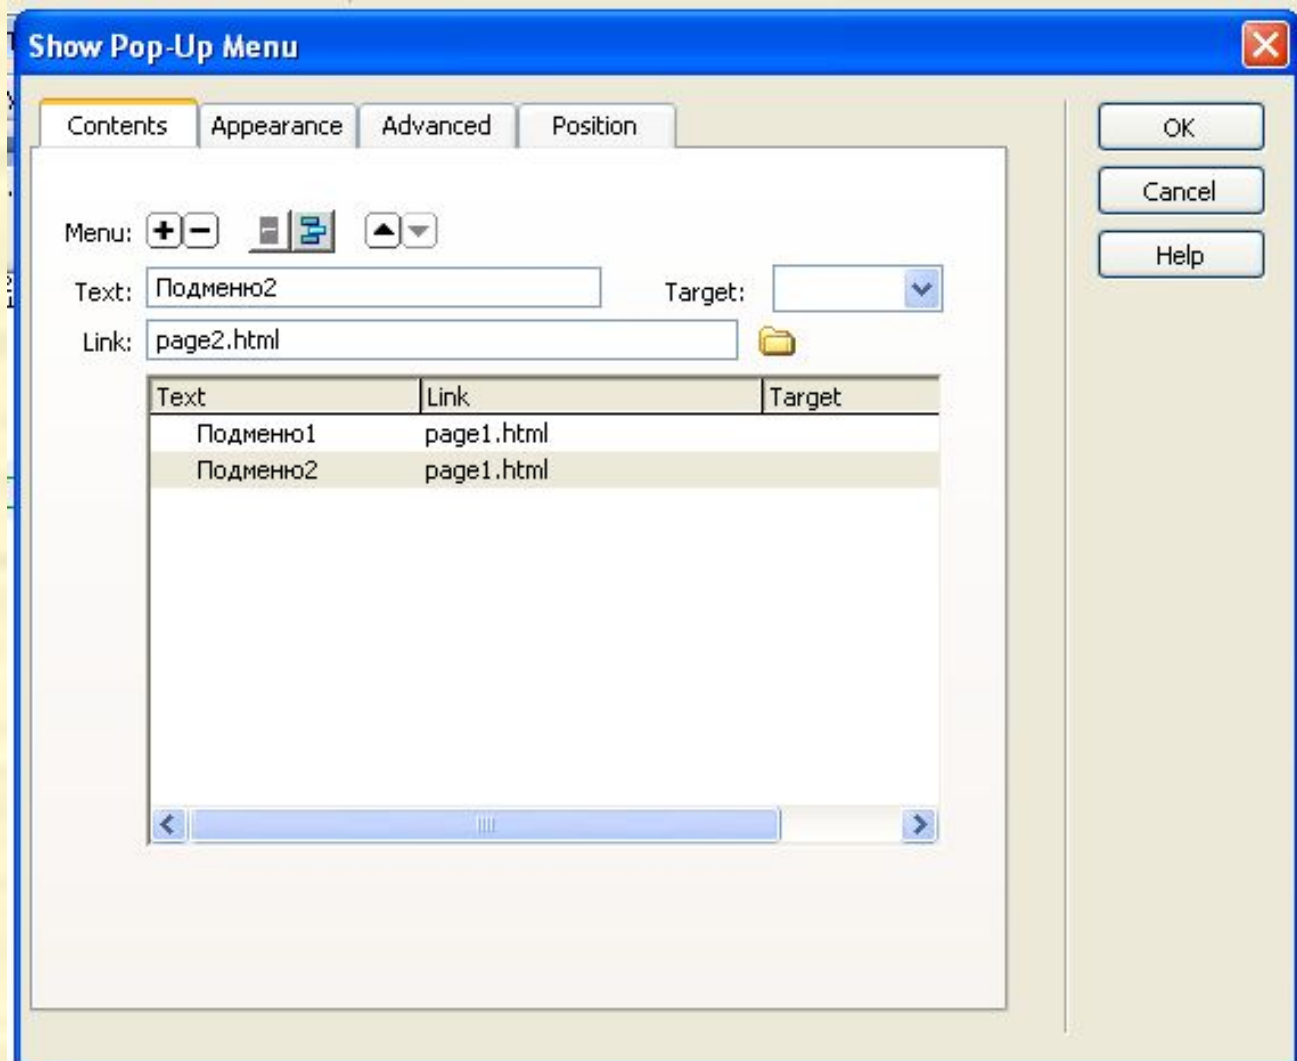 Show Pop-Up Menu
Contents Appearance Advanced Position
OK
Cancel
Help
Menu:
Text: Подменю2 Target:
Link: page2.html
Text Link Target
Подменю1 page1.html
Подменю2 page1.html